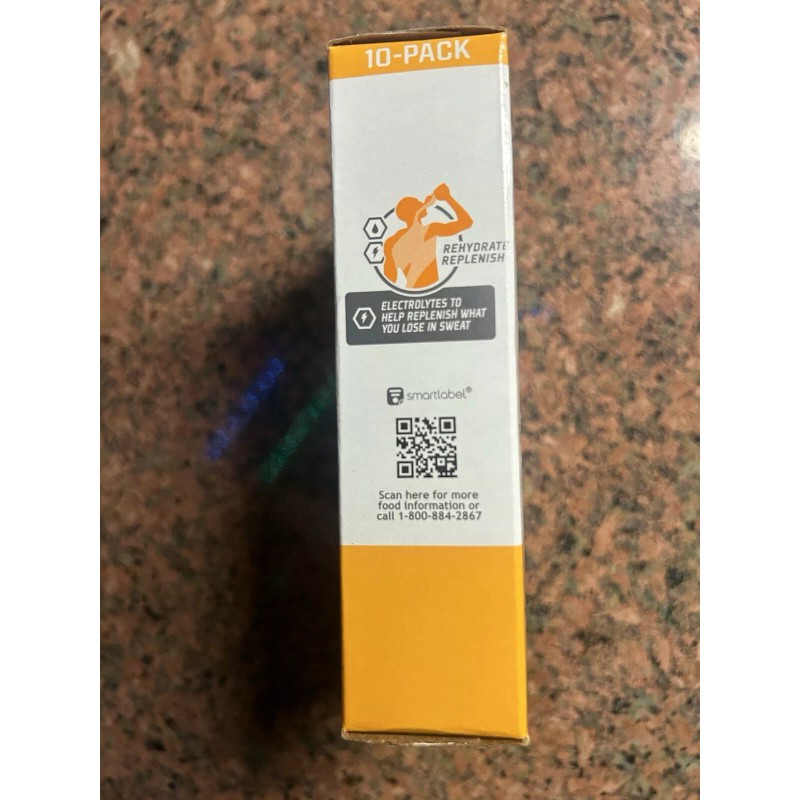 10-PACK
REHYDRATE
REPLENISH
ELECTROLYTES TO
HELP REPLENISH WHAT
YOU LOSE IN SWEAT
smartlabel®
Scan here for more
food information or
call 1-800-884-2867